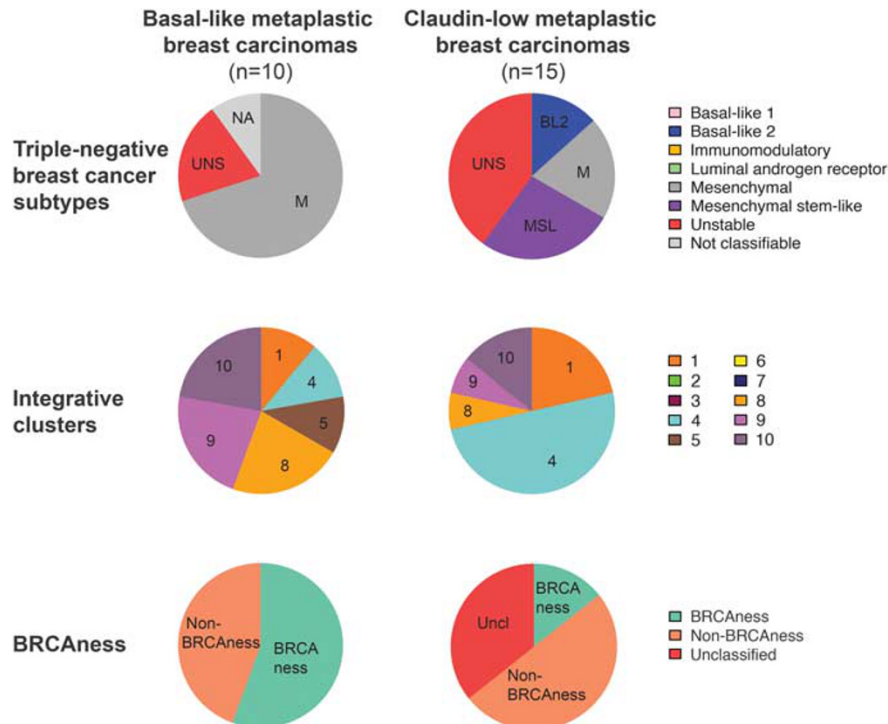 Basal-like metaplastic
breast carcinomas
(n=10)
Claudin-low metaplastic
breast carcinomas
(n=15)
Triple-negative
breast cancer
subtypes
NA
UNS
M
BL2
UNS
M
MSL
Basal-like 1
Basal-like 2
Immunomodulatory
Luminal androgen receptor
Mesenchymal
Mesenchymal stem-like
Unstable
Not classifiable
Integrative
clusters
10
1
4
5
9
8
10
1
9
8
4
1
2
3
4
5
6
7
8
9
10
BRCAness
Non-
BRCAness
BRCA
ness
BRCA
ness
Uncl
Non-
BRCAness
BRCAness
Non-BRCAness
Unclassified